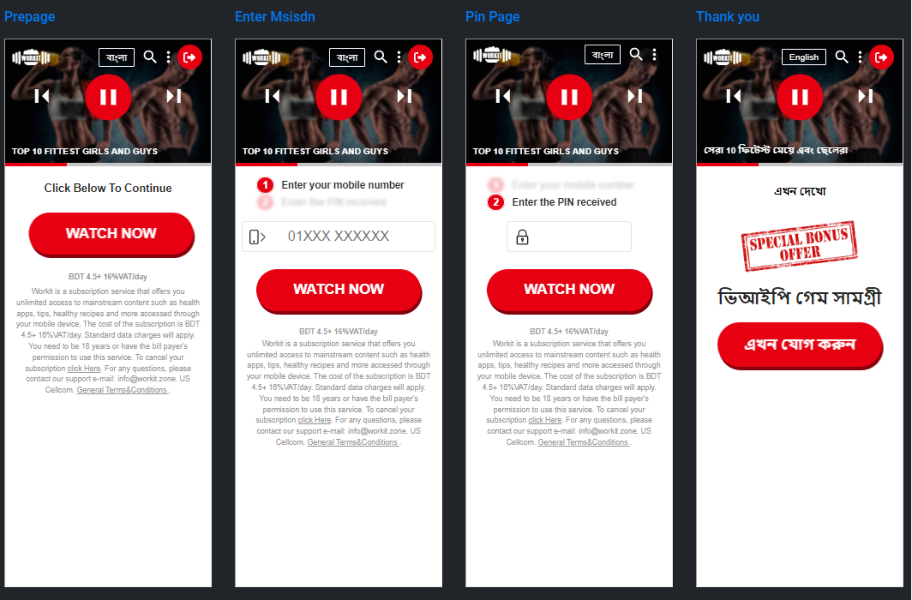 Prepage
WORKIT
বাংলা
TOP 10 FITTEST GIRLS AND GUYS
Click Below To Continue
WATCH NOW
BDT 4.5+ 16%VAT/day
Workit is a subscription service that offers you
unlimited access to mainstream content such as health
apps, tips, healthy recipes and more accessed through
your mobile device. The cost of the subscription is BDT
4.5+ 16%VAT/day. Standard data charges will apply.
You need to be 18 years or have the bill payer's
permission to use this service. To cancel your
subscription click Here. For any questions, please
contact our support e-mail: info@workit.zone. US
Cellcom. General Terms&Conditions .
Enter Msisdn
WORKIT
বাংলা
TOP 10 FITTEST GIRLS AND GUYS
1 Enter your mobile number
2 Enter the PIN received
01XXX XXXXXX
WATCH NOW
BDT 4.5+ 16%VAT/day
Workit is a subscription service that offers you
unlimited access to mainstream content such as health
apps, tips, healthy recipes and more accessed through
your mobile device. The cost of the subscription is BDT
4.5+ 16%VAT/day. Standard data charges will apply.
You need to be 18 years or have the bill payer's
permission to use this service. To cancel your
subscription click Here. For any questions, please
contact our support e-mail: info@workit.zone. US
Cellcom. General Terms&Conditions .
Pin Page
WORKIT
বাংলা
TOP 10 FITTEST GIRLS AND GUYS
1 Enter your mobile number
2 Enter the PIN received
WATCH NOW
BDT 4.5+ 16%VAT/day
Workit is a subscription service that offers you
unlimited access to mainstream content such as health
apps, tips, healthy recipes and more accessed through
your mobile device. The cost of the subscription is BDT
4.5+ 16%VAT/day. Standard data charges will apply.
You need to be 18 years or have the bill payer's
permission to use this service. To cancel your
subscription click Here. For any questions, please
contact our support e-mail: info@workit.zone. US
Cellcom. General Terms&Conditions .
Thank you
WORKIT
English
সেরা 10 ফিটেস্ট মেয়ে এবং ছেলেরা
এখন দেখো
SPECIAL BONUS
OFFER
ভিআইপি গেম সামগ্রী
এখন যোগ করুন